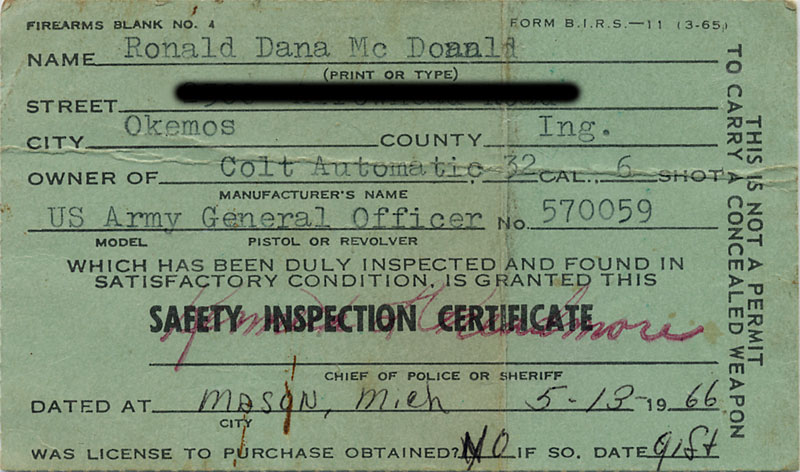 FIREARMS BLANK NO. 4 FORM B.I.R.S.—11 (3-65)
NAME Ronald Dana Mc Donald
(PRINT OR TYPE)
STREET
CITY Okemos COUNTY Ing.
OWNER OF Colt Automatic .32 CAL., 6 SHOT
MANUFACTURER'S NAME
US Army General Officer No. 570059
MODEL PISTOL OR REVOLVER
WHICH HAS BEEN DULY INSPECTED AND FOUND IN
SATISFACTORY CONDITION, IS GRANTED THIS
SAFETY INSPECTION CERTIFICATE
CHIEF OF POLICE OR SHERIFF
DATED AT MASON, Mich 5-13-1966
CITY
WAS LICENSE TO PURCHASE OBTAINED? NO IF SO, DATE gift
THIS IS NOT A PERMIT
TO CARRY A CONCEALED WEAPON